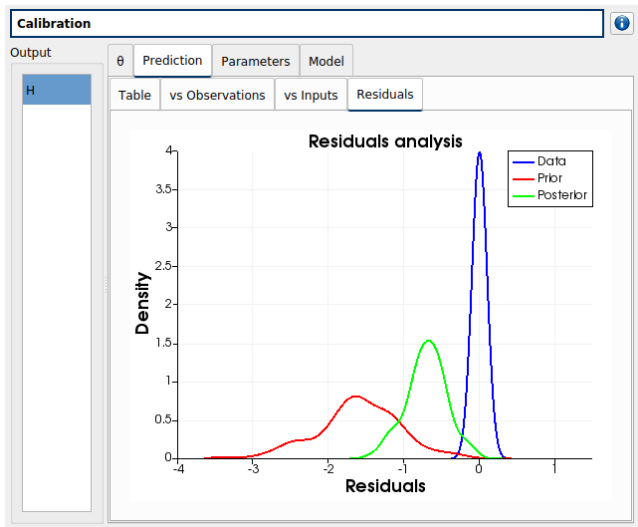 Calibration
Output
θ Prediction Parameters Model
H
Table vs Observations vs Inputs Residuals
Residuals analysis
Data
Prior
Posterior
4
3.5
3
2.5
2
1.5
1
0.5
0
Density
-4 -3 -2 -1 0 1
Residuals